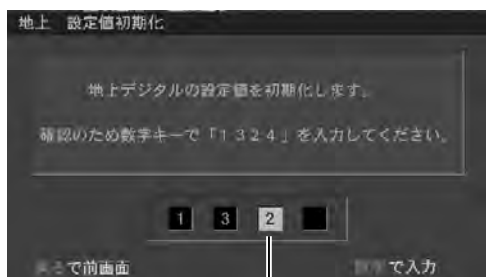 地上 設定値初期化
地上デジタルの設定値を初期化します。
確認のため数字キーで「1324」を入力してください。
1 3 2
で前画面 で入力